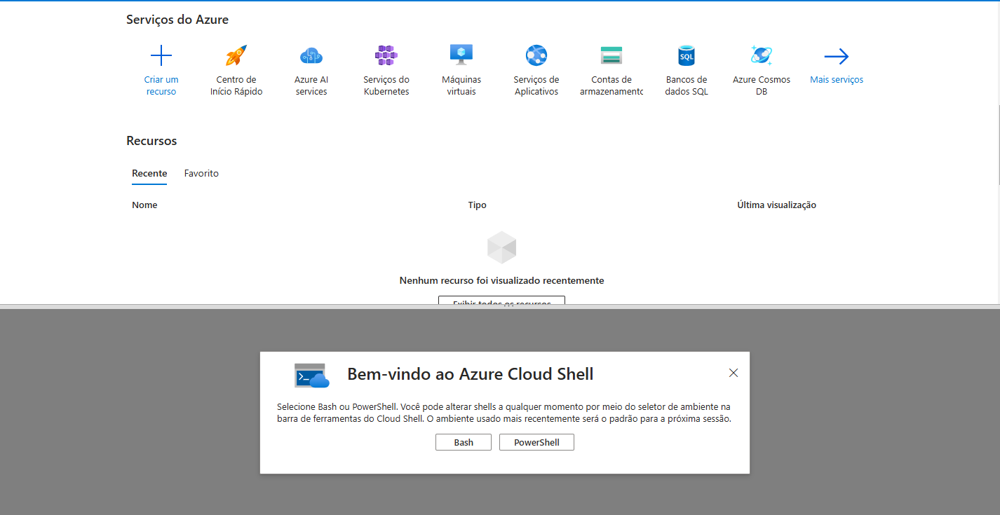 Serviços do Azure
Criar um
recurso
Centro de
Início Rápido
Azure AI
services
Serviços do
Kubernetes
Máquinas
virtuais
Serviços de
Aplicativos
Contas de
armazenamento
SQL
Bancos de
dados SQL
Azure Cosmos
DB
Mais serviços
Recursos
Recente
Favorito
Nome
Tipo
Última visualização
Nenhum recurso foi visualizado recentemente
Exibir todos os recursos
Bem-vindo ao Azure Cloud Shell
Selecione Bash ou PowerShell. Você pode alterar shells a qualquer momento por meio do seletor de ambiente na
barra de ferramentas do Cloud Shell. O ambiente usado mais recentemente será o padrão para a próxima sessão.
Bash
PowerShell